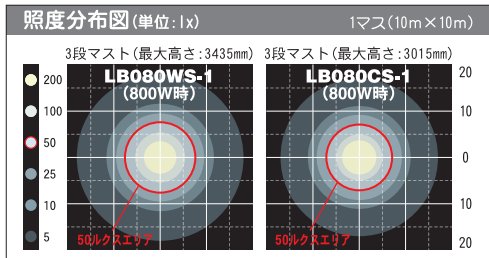 照度分布図(単位:lx)
1マス(10m×10m)
3段マスト(最大高さ:3435mm)
3段マスト(最大高さ:3015mm)
LB080WS-1
(800W時)
LB080CS-1
(800W時)
200
100
50
25
10
5
20
10
0
10
20
50ルクスエリア
50ルクスエリア